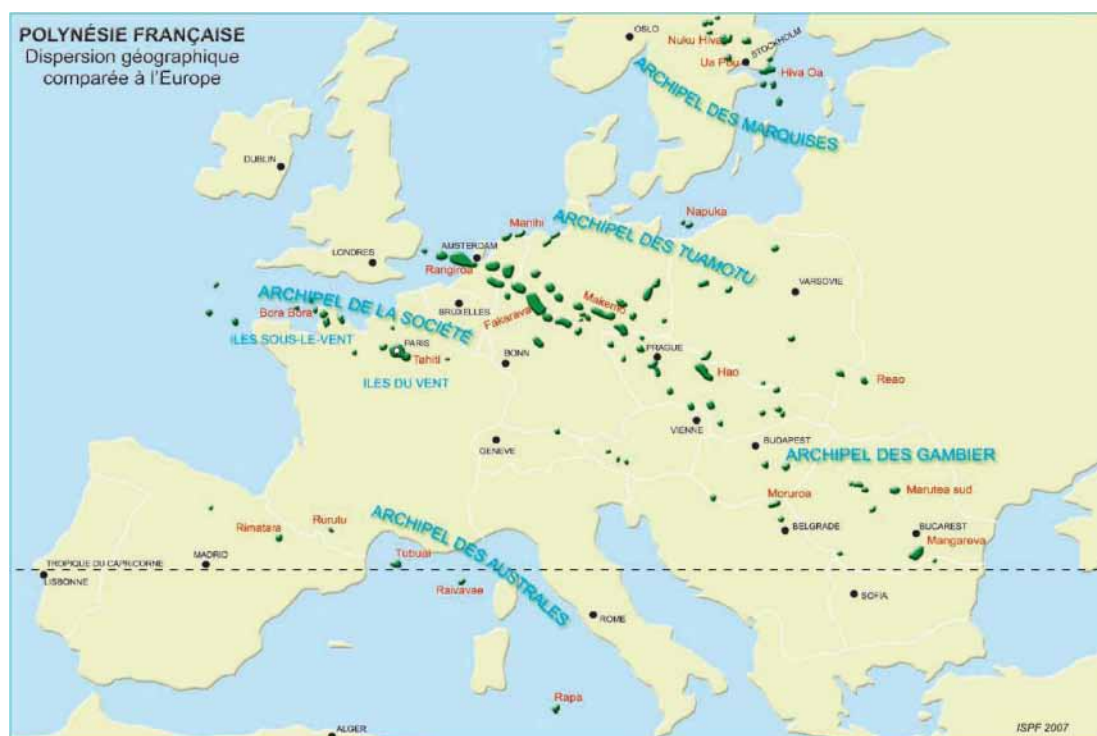 POLYNÉSIE FRANÇAISE
Dispersion géographique
comparée à l'Europe
OSLO
Nuku Hiva
STOCKHOLM
Ua Pou
Hiva Oa
ARCHIPEL DES MARQUISES
DUBLIN
Manihi
Napuka
ARCHIPEL DES TUAMOTU
AMSTERDAM
LONDRES
Rangiroa
VARSOVIE
ARCHIPEL DE LA SOCIÉTÉ
Makemo
BRUXELLES
Bora Bora
Fakarava
ILES SOUS-LE-VENT
PARIS
Tahiti
PRAGUE
BONN
Hao
Reao
ILES DU VENT
VIENNE
GENEVE
BUDAPEST
ARCHIPEL DES GAMBIER
Moruroa
Marutea sud
ARCHIPEL DES AUSTRALES
Rimatara
Rurutu
BELGRADE
BUCAREST
Mangareva
MADRID
Tubuai
TROPIQUE DU CAPRICORNE
LISBONNE
Raivavae
SOFIA
ROME
Rapa
ALGER
ISPF 2007